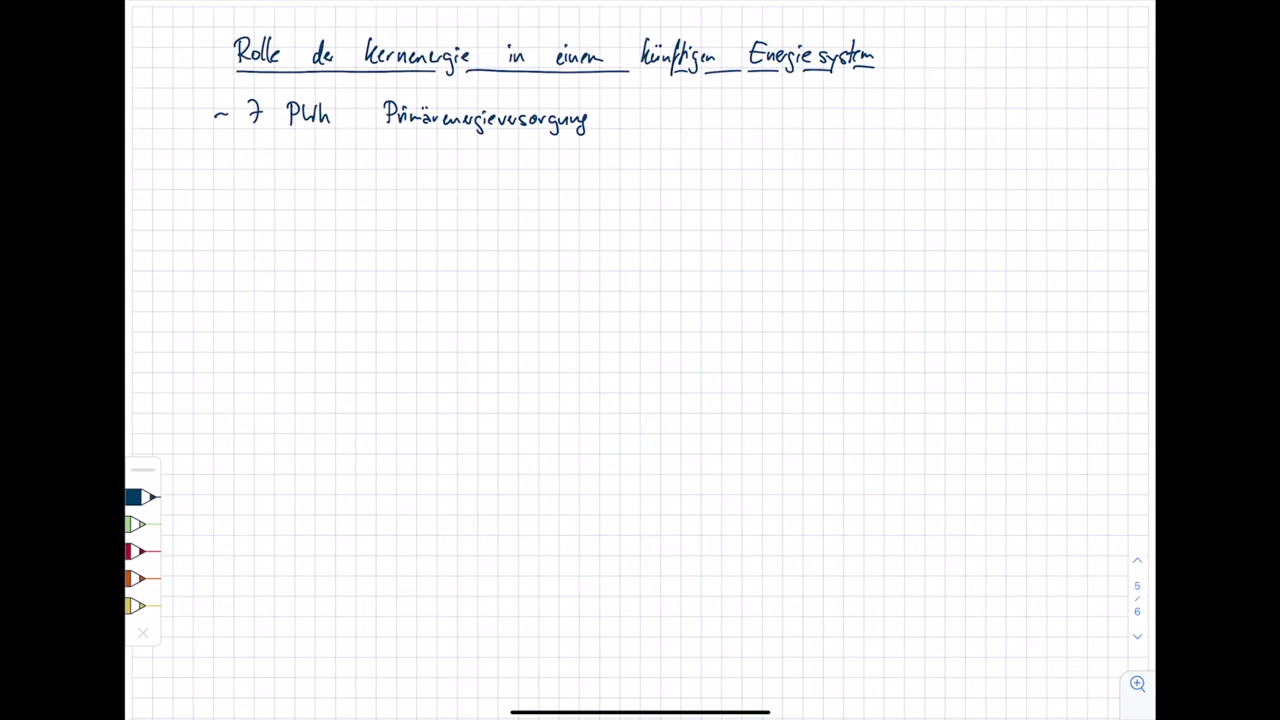 Rolle der Kernenergie in einem künftigen Energiesystem
~ 7 PWh Primärenergieversorgung
5
/
6